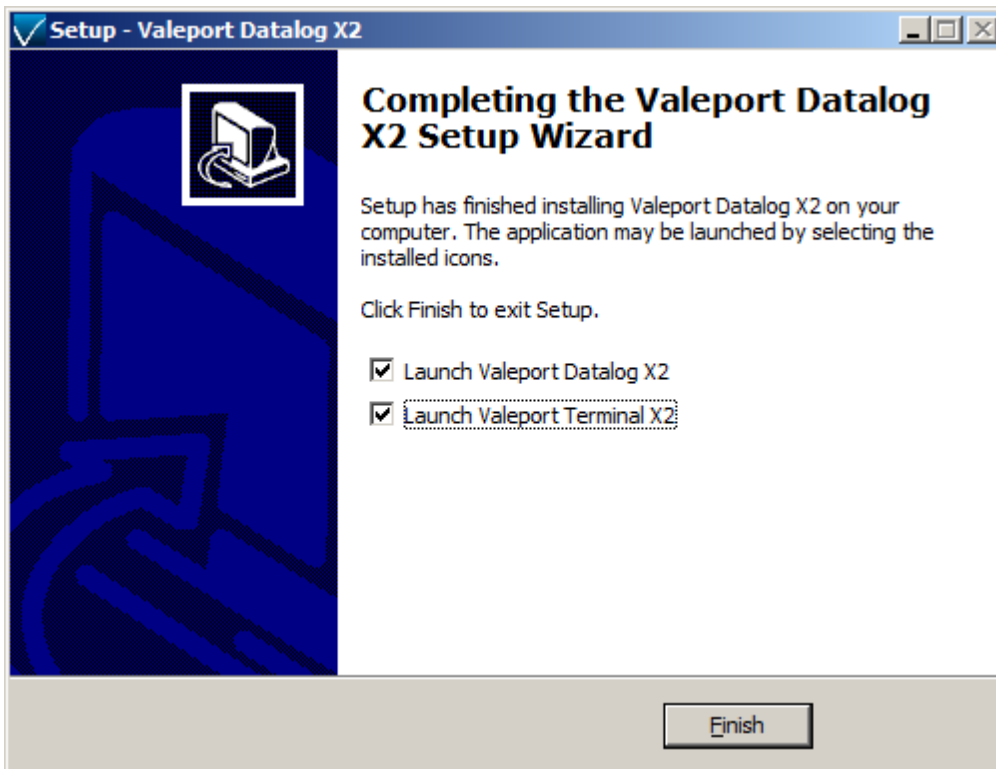 Setup - Valeport Datalog X2
Completing the Valeport Datalog
X2 Setup Wizard
Setup has finished installing Valeport Datalog X2 on your
computer. The application may be launched by selecting the
installed icons.
Click Finish to exit Setup.
Launch Valeport Datalog X2
Launch Valeport Terminal X2
Finish